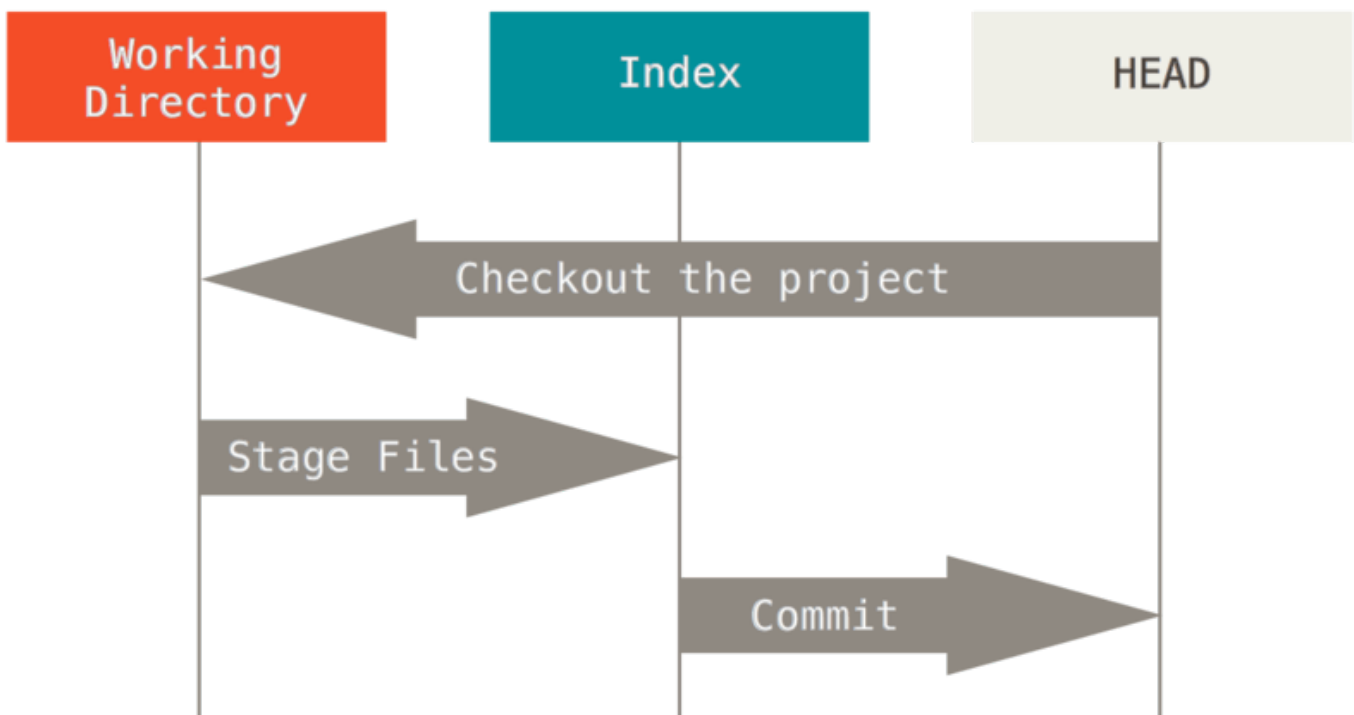 Working
Directory
Index
HEAD
Checkout the project
Stage Files
Commit